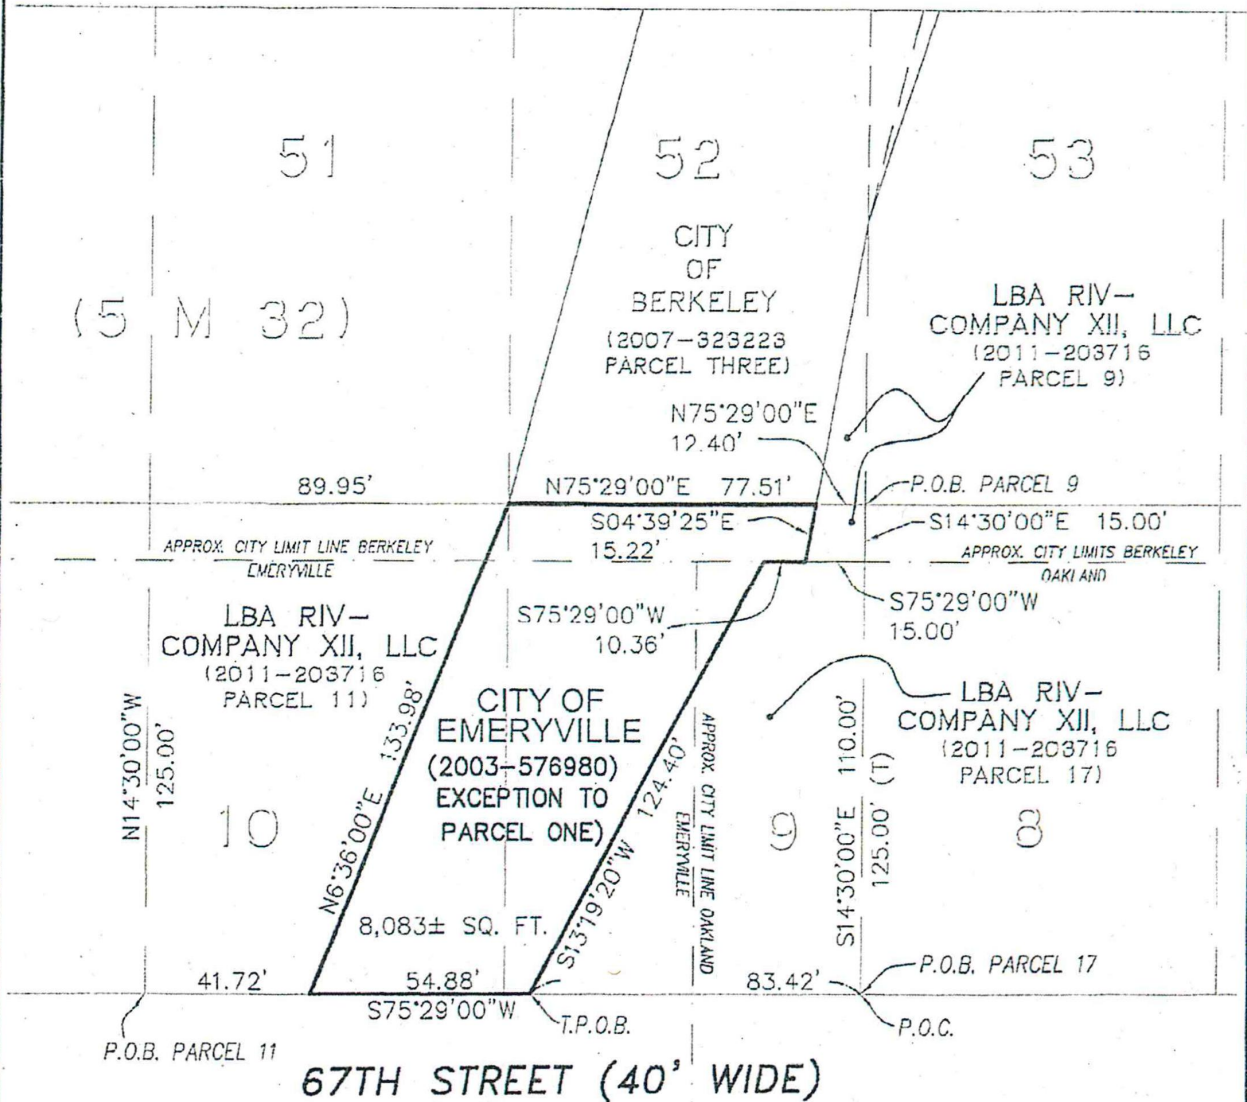 51
52
53
(5 M 32)
CITY
OF
BERKELEY
(2007-323223
PARCEL THREE)
LBA RIV-
COMPANY XII, LLC
(2011-203716
PARCEL 9)
N75°29'00"E
12.40'
89.95'
N75°29'00"E 77.51'
P.O.B. PARCEL 9
S04°39'25"E
15.22'
S14°30'00"E 15.00'
APPROX. CITY LIMIT LINE BERKELEY
EMERYVILLE
APPROX. CITY LIMITS BERKELEY
OAKLAND
S75°29'00"W
10.36'
S75°29'00"W
15.00'
LBA RIV-
COMPANY XII, LLC
(2011-203716
PARCEL 11)
N14°30'00"W
125.00'
N6°36'00"E 133.98'
CITY OF
EMERYVILLE
(2003-576980)
EXCEPTION TO
PARCEL ONE)
S13°19'20"W 124.40'
APPROX. CITY LIMIT LINE OAKLAND
EMERYVILLE
LBA RIV-
COMPANY XII, LLC
(2011-203716
PARCEL 17)
S14°30'00"E 110.00'
125.00' (T)
10
9
8
8,083± SQ. FT.
41.72'
54.88'
S75°29'00"W
83.42'
P.O.B. PARCEL 17
P.O.B. PARCEL 11
T.P.O.B.
P.O.C.
67TH STREET (40' WIDE)